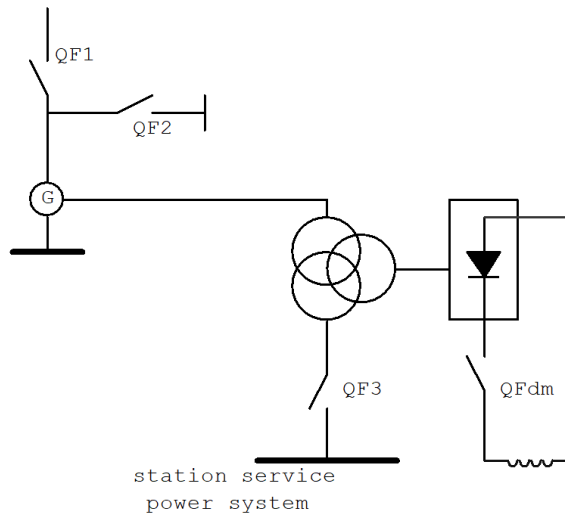 QF1
QF2
G
QF3
QFdm
station service
power system